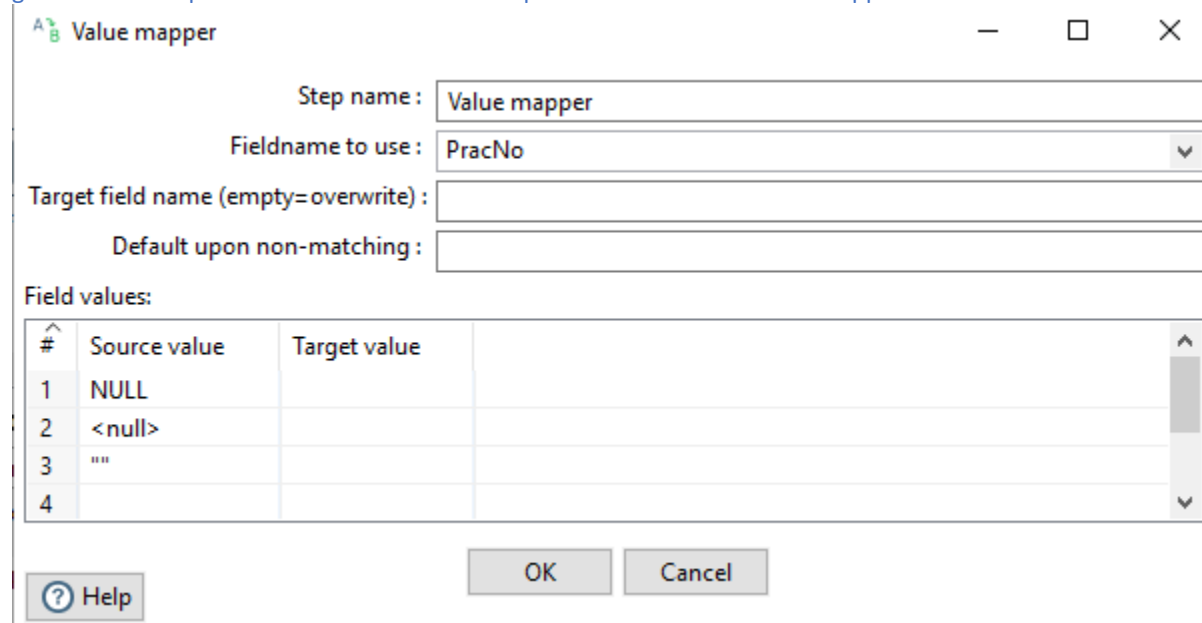 Value mapper
Step name :
Value mapper
Fieldname to use :
PracNo
Target field name (empty=overwrite) :
Default upon non-matching :
Field values:
# Source value Target value
1 NULL
2 <null>
3 ""
4
OK Cancel
Help